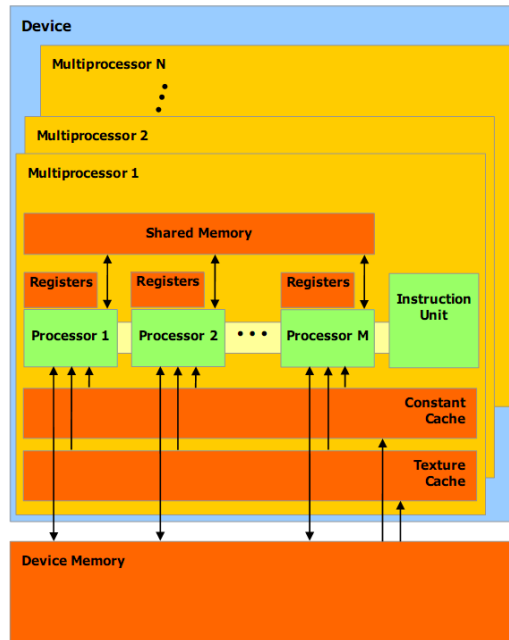 Device
Multiprocessor N
Multiprocessor 2
Multiprocessor 1
Shared Memory
Registers
Registers
Registers
Instruction
Unit
Processor 1
Processor 2
Processor M
Constant
Cache
Texture
Cache
Device Memory